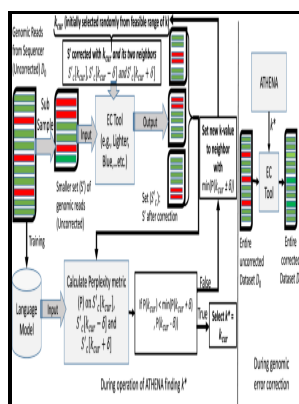 Genomic Reads
from Sequencer
(Uncorrected) D₀
k_cur (initially selected randomly from feasible range of k)
S' corrected with k_cur and its two neighbors
S'_c[k_cur], S'_c[k_cur − δ] and S'_c[k_cur + δ]
Sub
Sample
Input
EC Tool
(e.g., Lighter,
Blue,..etc.)
Output
Smaller set (S') of
genomic reads
(Uncorrected)
Set (S'_c):
S' after correction
Set new k-value
to neighbor
with
min(P(k_cur ± δ))
Training
Language
Model
Input
Calculate Perplexity metric
(P) on S'_c[k_cur],
S'_c[k_cur − δ] and
S'_c[k_cur + δ]
If P(k_cur) < min(P(k_cur + δ)
, P(k_cur - δ))
False
True
Select k* =
k_cur
During operation of ATHENA finding k*
ATHENA
k*
EC
Tool
Entire
uncorrected
Dataset D₀
Entire
corrected
Dataset
During genomic
error correction